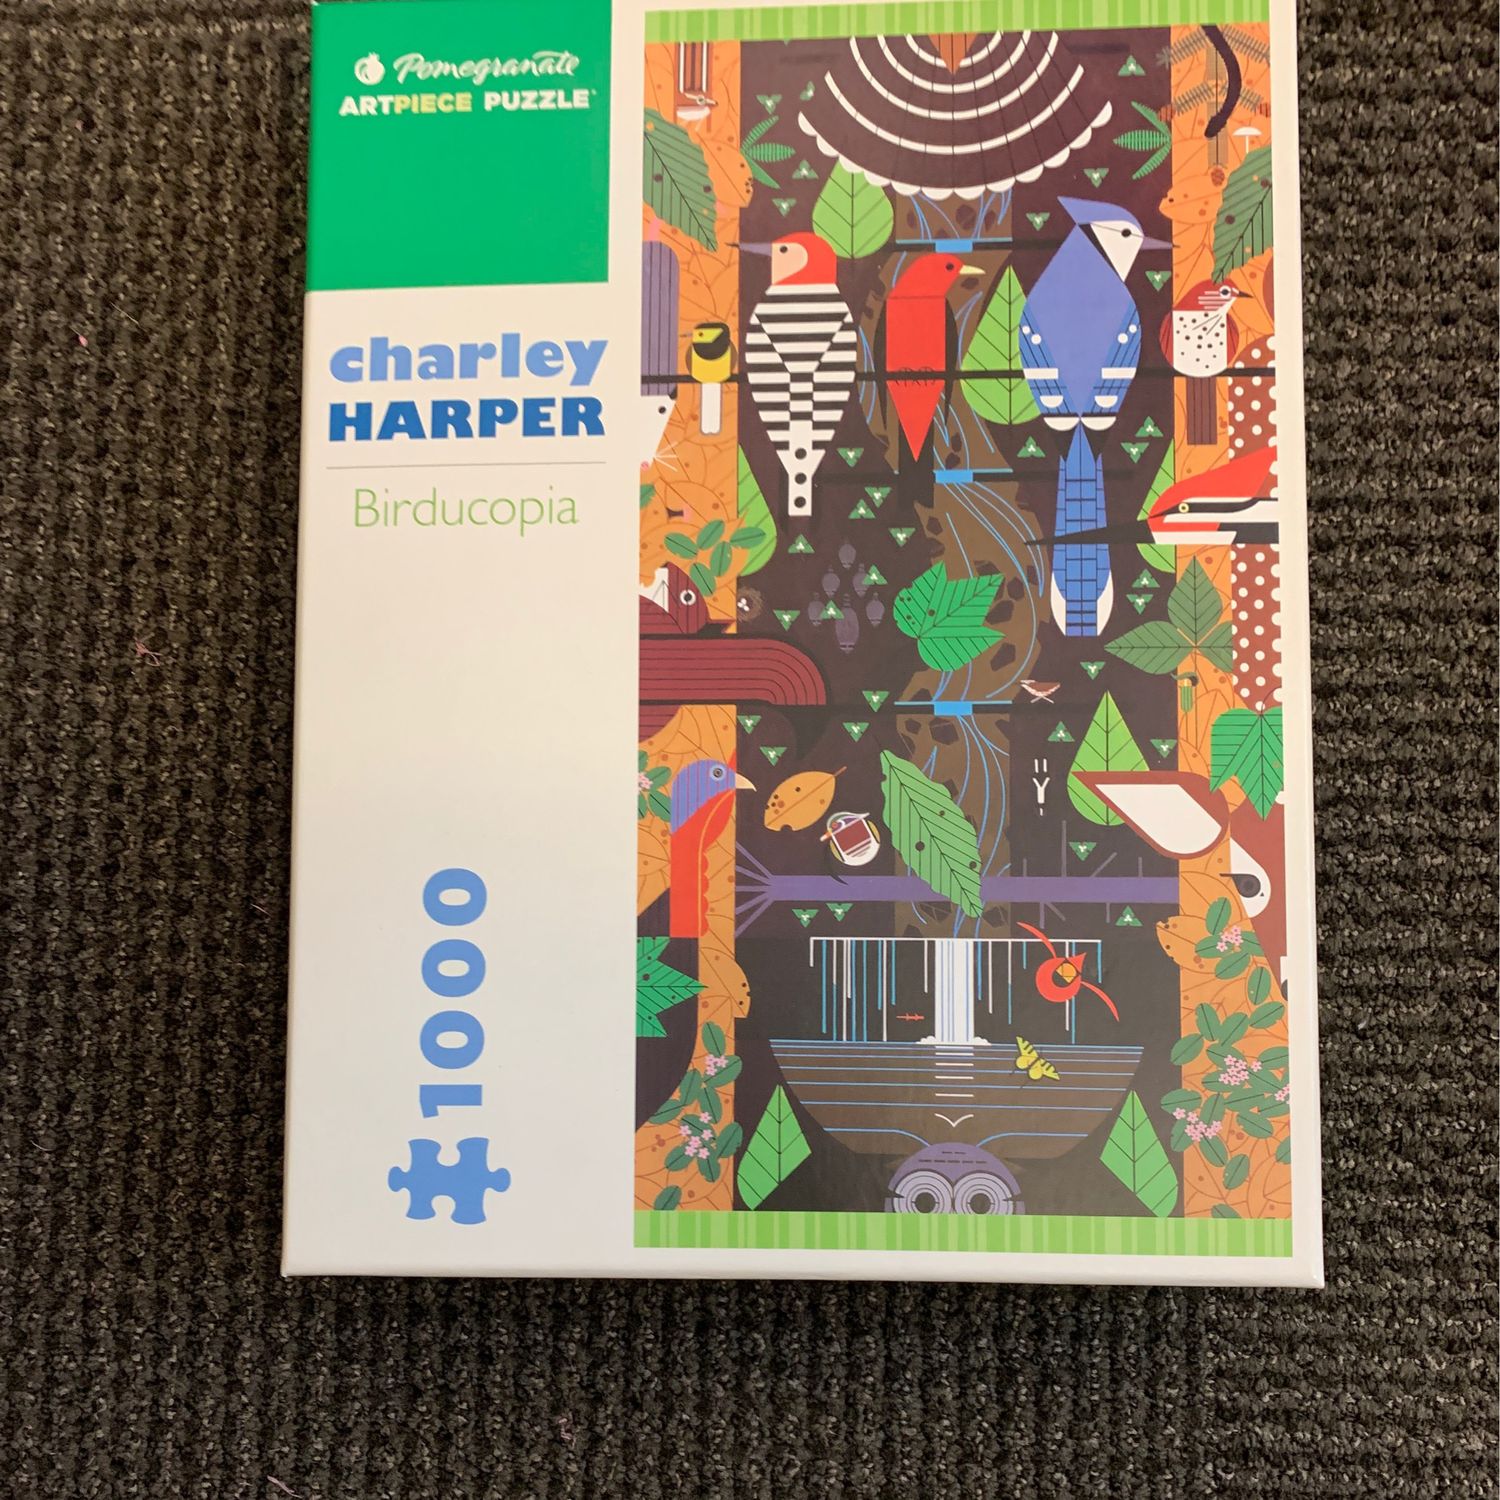 Pomegranate
ARTPIECE PUZZLE®
charley
HARPER
Birducopia
1000